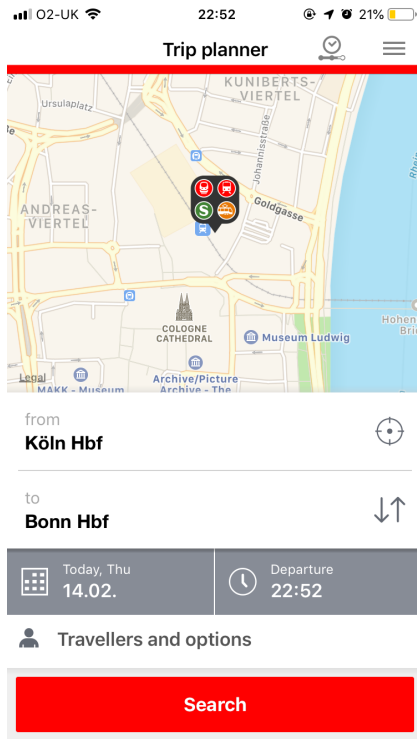 O2-UK 22:52 21%
Trip planner
KUNIBERTS-
VIERTEL
Ursulaplatz
Johannisstraße
ANDREAS-
VIERTEL
Goldgasse
S
COLOGNE
CATHEDRAL
Museum Ludwig
Hohen
Legal
MAKK - Museum
Archive/Picture
Archive - The
from
Köln Hbf
to
Bonn Hbf
Today, Thu
14.02.
Departure
22:52
Travellers and options
Search